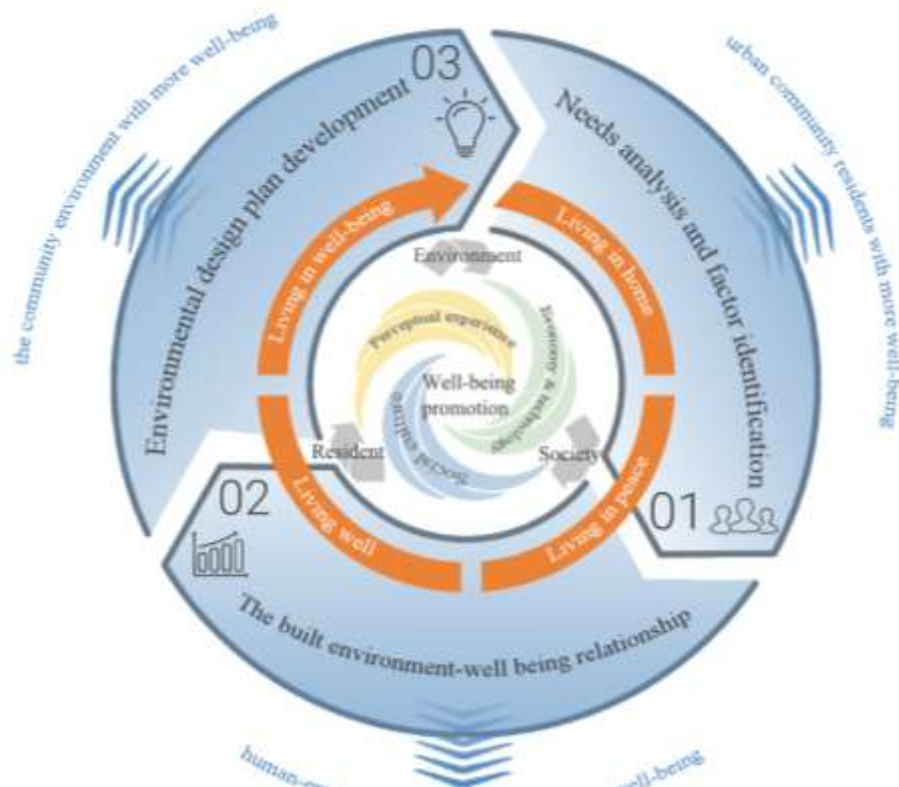 the community environment with more well-being
urban community residents with more well-being
03
Environmental design plan development
Needs analysis and factor identification
01
02
The built environment-well being relationship
Living in well-being
Living in home
Living well
Living in peace
Environment
Resident
Society
Perceptual experience
Economy & technology
Social culture
Well-being
promotion
well-being